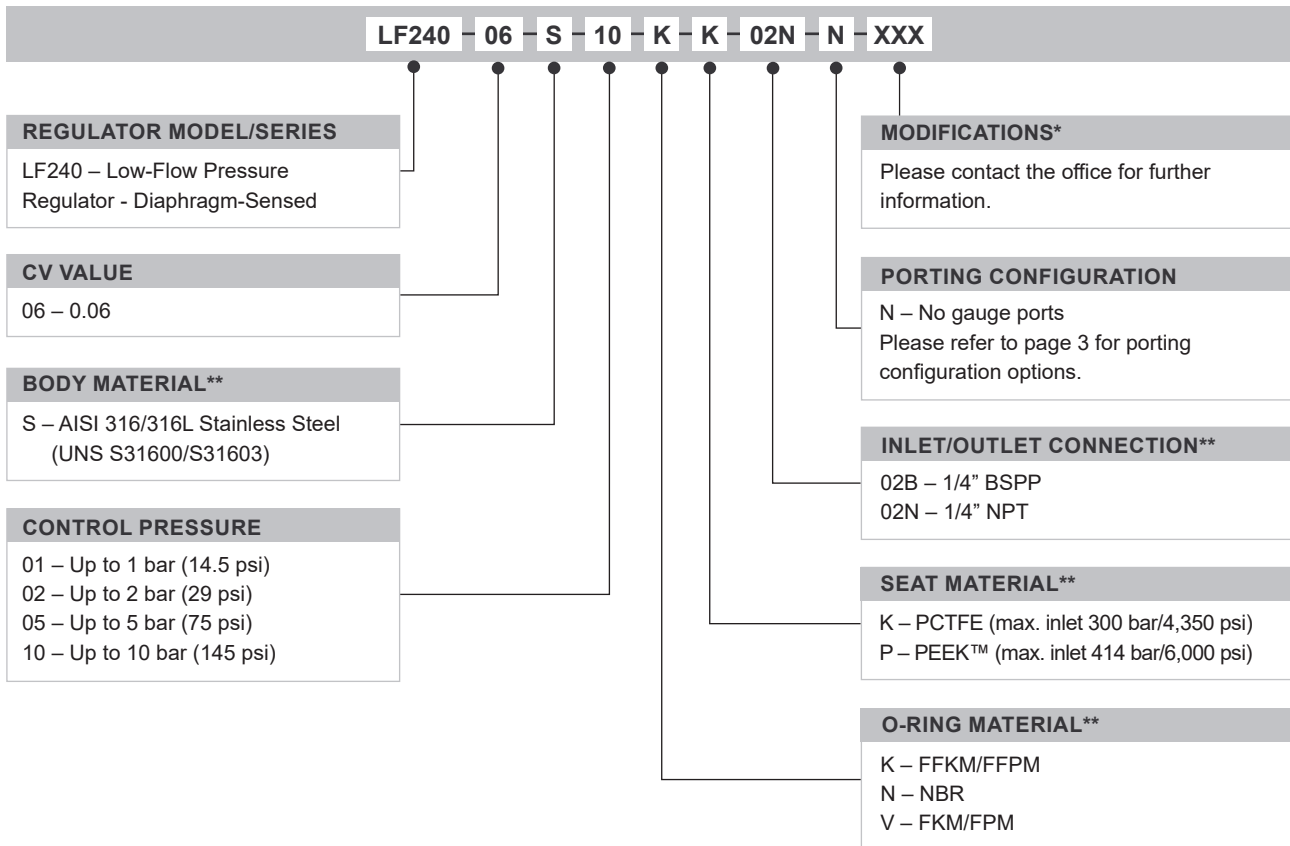 LF240 - 06 - S - 10 - K - K - 02N - N - XXX
REGULATOR MODEL/SERIES
LF240 – Low-Flow Pressure
Regulator - Diaphragm-Sensed
CV VALUE
06 – 0.06
BODY MATERIAL**
S – AISI 316/316L Stainless Steel
(UNS S31600/S31603)
CONTROL PRESSURE
01 – Up to 1 bar (14.5 psi)
02 – Up to 2 bar (29 psi)
05 – Up to 5 bar (75 psi)
10 – Up to 10 bar (145 psi)
MODIFICATIONS*
Please contact the office for further
information.
PORTING CONFIGURATION
N – No gauge ports
Please refer to page 3 for porting
configuration options.
INLET/OUTLET CONNECTION**
02B – 1/4” BSPP
02N – 1/4” NPT
SEAT MATERIAL**
K – PCTFE (max. inlet 300 bar/4,350 psi)
P – PEEK™ (max. inlet 414 bar/6,000 psi)
O-RING MATERIAL**
K – FFKM/FFPM
N – NBR
V – FKM/FPM